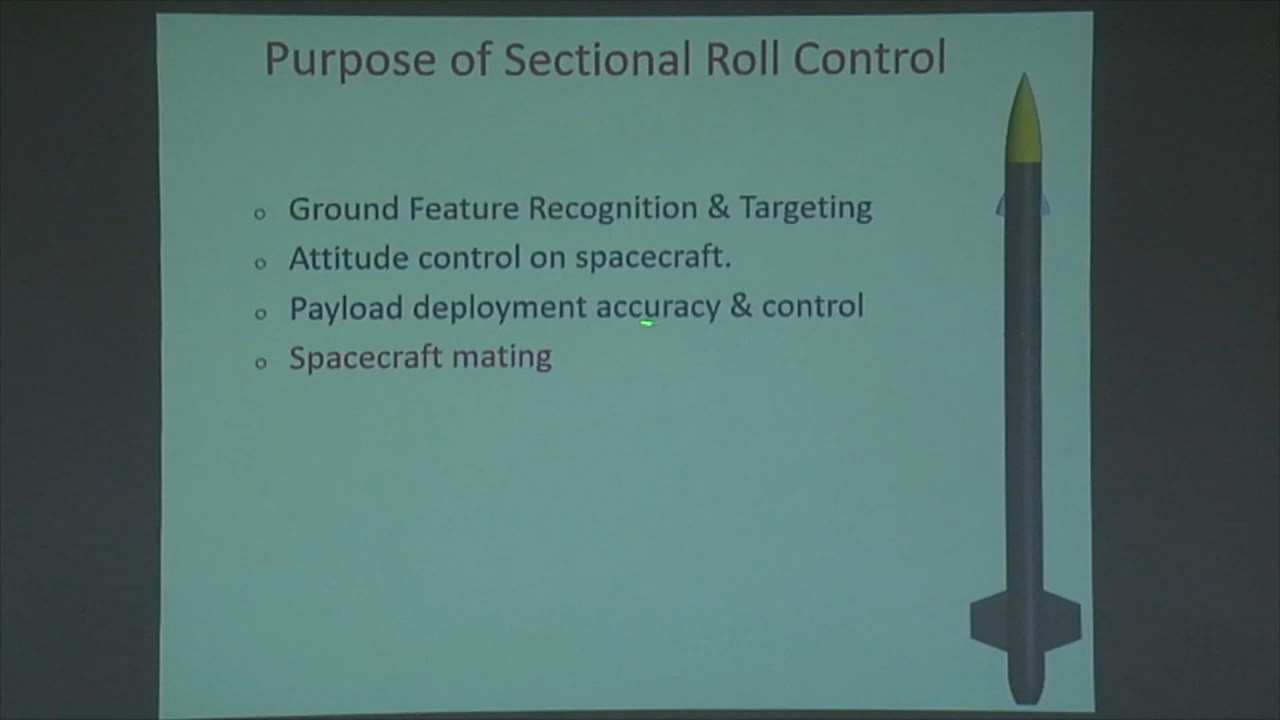 Purpose of Sectional Roll Control
o Ground Feature Recognition & Targeting
o Attitude control on spacecraft.
o Payload deployment accuracy & control
o Spacecraft mating